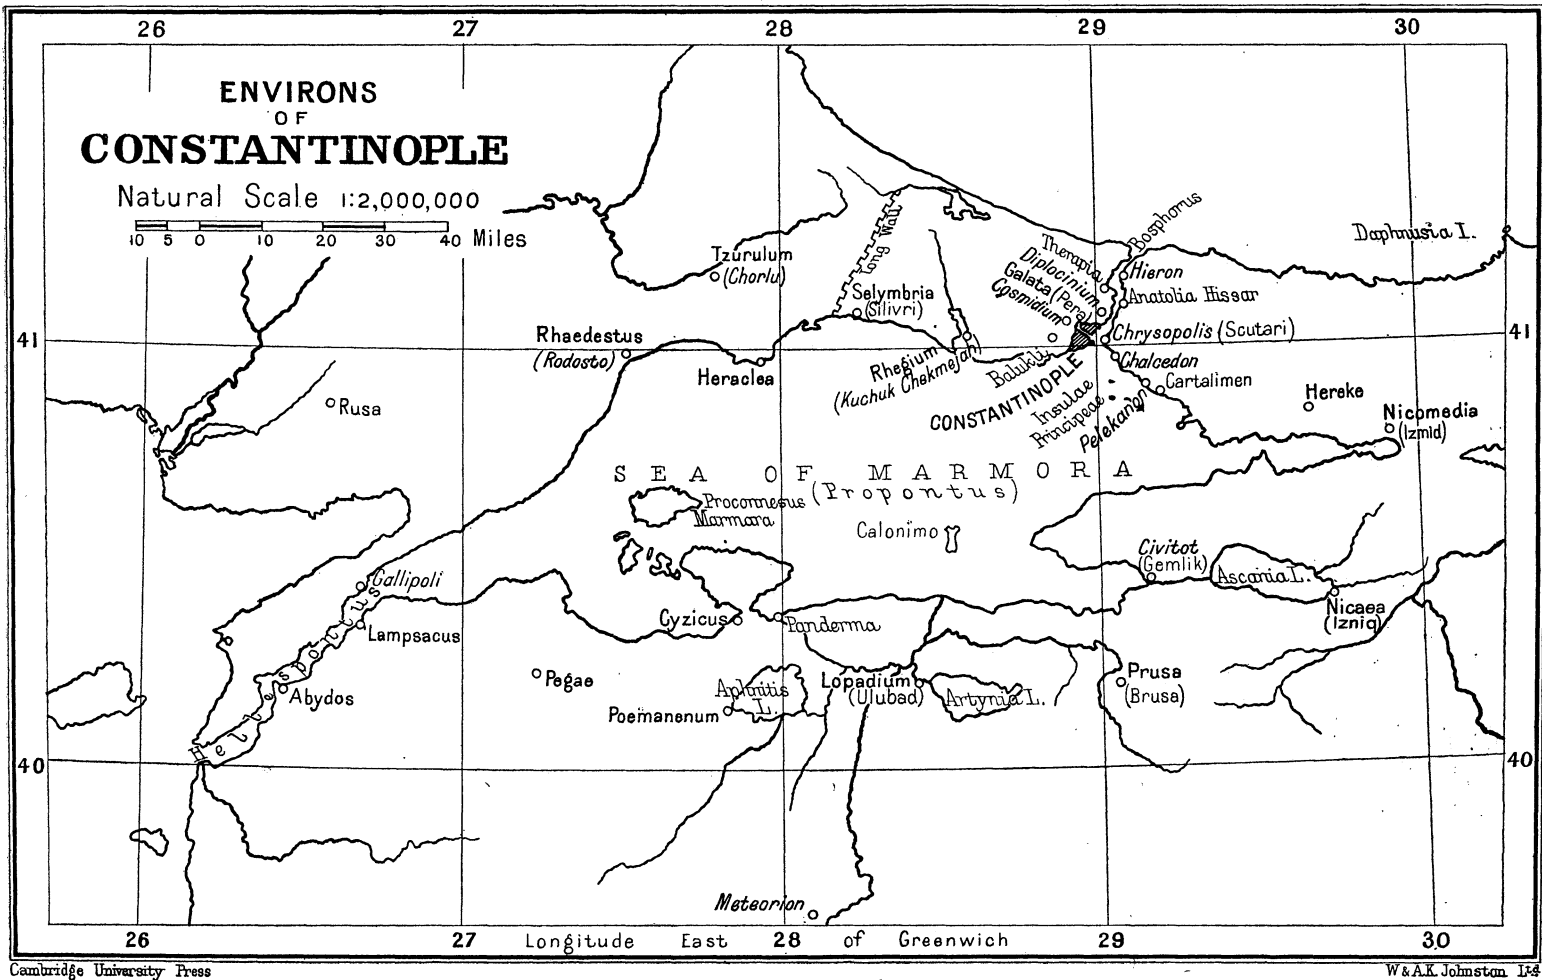 26 27 28 29 30
ENVIRONS
OF
CONSTANTINOPLE
Natural Scale 1:2,000,000
10 5 0 10 20 30 40 Miles
Bosphorus
Daphnusia I.
Long Wall
Therapia
Diplocinium
Galata (Pera)
Cosmidium
Hieron
Anatolia Hissar
Tzurulum
(Chorlu)
Selymbria
(Silivri)
41
41
Rhaedestus
(Rodosto)
Heraclea
Rhegium
(Kuchuk Chekmejah)
Balukli
CONSTANTINOPLE
Chrysopolis (Scutari)
Chalcedon
Cartalimen
Insulae
Principeae
Pelekanon
Hereke
Nicomedia
(Izmid)
Rusa
SEA OF MARMORA
(Propontus)
Proconnesus
Marmara
Calonimo
Civitot
(Gemlik)
Ascania L.
Nicaea
(Izniq)
Gallipoli
Lampsacus
Hellespontus
Abydos
Cyzicus
Panderma
Pegae
Aphnitis
L.
Poemanenum
Lopadium
(Ulubad)
Artynia L.
Prusa
(Brusa)
40
40
Meteorion
26 27 28 29 30
Longitude East of Greenwich
Cambridge University Press
W & A.K. Johnston Ltd